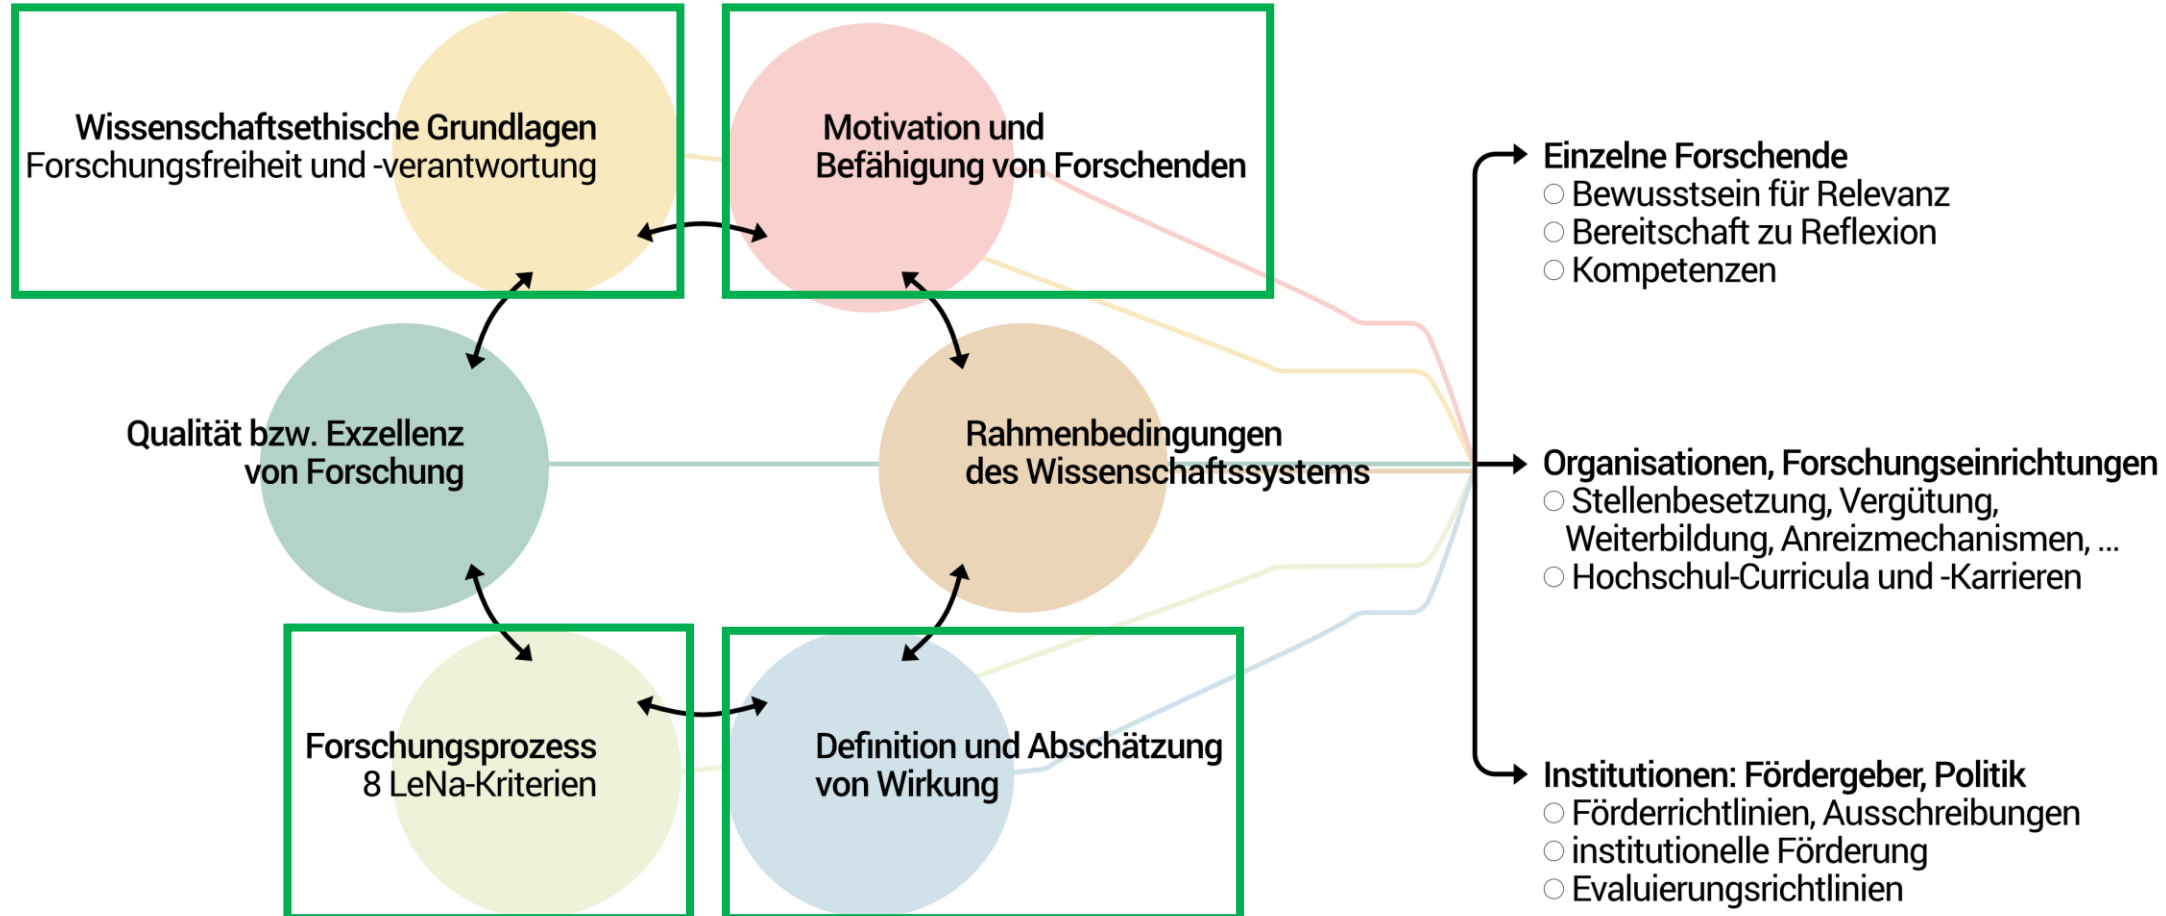 Wissenschaftsethische Grundlagen
Forschungsfreiheit und -verantwortung
Motivation und
Befähigung von Forschenden
Qualität bzw. Exzellenz
von Forschung
Rahmenbedingungen
des Wissenschaftssystems
Forschungsprozess
8 LeNa-Kriterien
Definition und Abschätzung
von Wirkung
Einzelne Forschende
○ Bewusstsein für Relevanz
○ Bereitschaft zu Reflexion
○ Kompetenzen
Organisationen, Forschungseinrichtungen
○ Stellenbesetzung, Vergütung,
Weiterbildung, Anreizmechanismen, ...
○ Hochschul-Curricula und -Karrieren
Institutionen: Fördergeber, Politik
○ Förderrichtlinien, Ausschreibungen
○ institutionelle Förderung
○ Evaluierungsrichtlinien